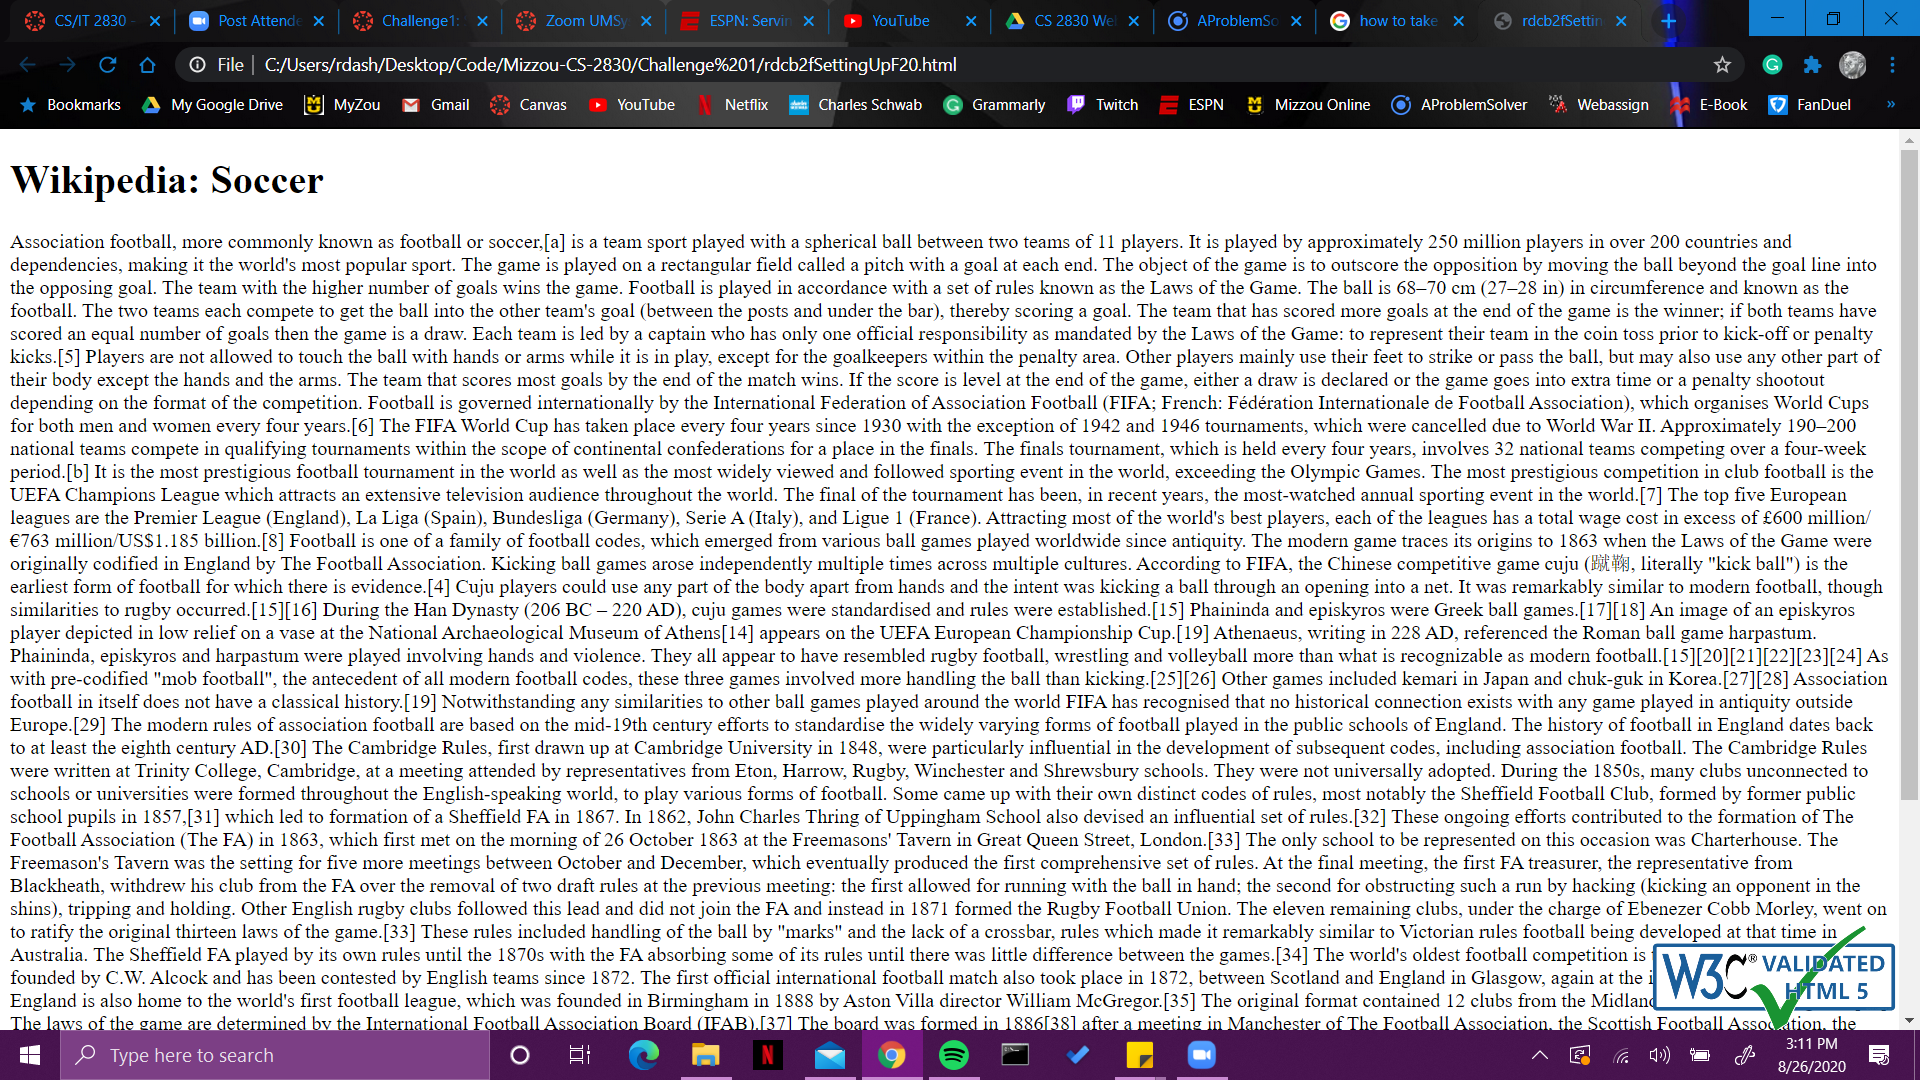 CS/IT 2830 -
Post Attende
Challenge1:
Zoom UMSy
ESPN: Servin
YouTube
CS 2830 Wel
AProblemSo
how to take
rdcb2fSettin
File
C:/Users/rdash/Desktop/Code/Mizzou-CS-2830/Challenge%201/rdcb2fSettingUpF20.html
Bookmarks
My Google Drive
MyZou
Gmail
Canvas
YouTube
Netflix
Charles Schwab
Grammarly
Twitch
ESPN
Mizzou Online
AProblemSolver
Webassign
E-Book
FanDuel
»
Wikipedia: Soccer
Association football, more commonly known as football or soccer,[a] is a team sport played with a spherical ball between two teams of 11 players. It is played by approximately 250 million players in over 200 countries and
dependencies, making it the world's most popular sport. The game is played on a rectangular field called a pitch with a goal at each end. The object of the game is to outscore the opposition by moving the ball beyond the goal line into
the opposing goal. The team with the higher number of goals wins the game. Football is played in accordance with a set of rules known as the Laws of the Game. The ball is 68–70 cm (27–28 in) in circumference and known as the
football. The two teams each compete to get the ball into the other team's goal (between the posts and under the bar), thereby scoring a goal. The team that has scored more goals at the end of the game is the winner; if both teams have
scored an equal number of goals then the game is a draw. Each team is led by a captain who has only one official responsibility as mandated by the Laws of the Game: to represent their team in the coin toss prior to kick-off or penalty
kicks.[5] Players are not allowed to touch the ball with hands or arms while it is in play, except for the goalkeepers within the penalty area. Other players mainly use their feet to strike or pass the ball, but may also use any other part of
their body except the hands and the arms. The team that scores most goals by the end of the match wins. If the score is level at the end of the game, either a draw is declared or the game goes into extra time or a penalty shootout
depending on the format of the competition. Football is governed internationally by the International Federation of Association Football (FIFA; French: Fédération Internationale de Football Association), which organises World Cups
for both men and women every four years.[6] The FIFA World Cup has taken place every four years since 1930 with the exception of 1942 and 1946 tournaments, which were cancelled due to World War II. Approximately 190–200
national teams compete in qualifying tournaments within the scope of continental confederations for a place in the finals. The finals tournament, which is held every four years, involves 32 national teams competing over a four-week
period.[b] It is the most prestigious football tournament in the world as well as the most widely viewed and followed sporting event in the world, exceeding the Olympic Games. The most prestigious competition in club football is the
UEFA Champions League which attracts an extensive television audience throughout the world. The final of the tournament has been, in recent years, the most-watched annual sporting event in the world.[7] The top five European
leagues are the Premier League (England), La Liga (Spain), Bundesliga (Germany), Serie A (Italy), and Ligue 1 (France). Attracting most of the world's best players, each of the leagues has a total wage cost in excess of £600 million/
€763 million/US$1.185 billion.[8] Football is one of a family of football codes, which emerged from various ball games played worldwide since antiquity. The modern game traces its origins to 1863 when the Laws of the Game were
originally codified in England by The Football Association. Kicking ball games arose independently multiple times across multiple cultures. According to FIFA, the Chinese competitive game cuju (蹴鞠, literally "kick ball") is the
earliest form of football for which there is evidence.[4] Cuju players could use any part of the body apart from hands and the intent was kicking a ball through an opening into a net. It was remarkably similar to modern football, though
similarities to rugby occurred.[15][16] During the Han Dynasty (206 BC – 220 AD), cuju games were standardised and rules were established.[15] Phaininda and episkyros were Greek ball games.[17][18] An image of an episkyros
player depicted in low relief on a vase at the National Archaeological Museum of Athens[14] appears on the UEFA European Championship Cup.[19] Athenaeus, writing in 228 AD, referenced the Roman ball game harpastum.
Phaininda, episkyros and harpastum were played involving hands and violence. They all appear to have resembled rugby football, wrestling and volleyball more than what is recognizable as modern football.[15][20][21][22][23][24] As
with pre-codified "mob football", the antecedent of all modern football codes, these three games involved more handling the ball than kicking.[25][26] Other games included kemari in Japan and chuk-guk in Korea.[27][28] Association
football in itself does not have a classical history.[19] Notwithstanding any similarities to other ball games played around the world FIFA has recognised that no historical connection exists with any game played in antiquity outside
Europe.[29] The modern rules of association football are based on the mid-19th century efforts to standardise the widely varying forms of football played in the public schools of England. The history of football in England dates back
to at least the eighth century AD.[30] The Cambridge Rules, first drawn up at Cambridge University in 1848, were particularly influential in the development of subsequent codes, including association football. The Cambridge Rules
were written at Trinity College, Cambridge, at a meeting attended by representatives from Eton, Harrow, Rugby, Winchester and Shrewsbury schools. They were not universally adopted. During the 1850s, many clubs unconnected to
schools or universities were formed throughout the English-speaking world, to play various forms of football. Some came up with their own distinct codes of rules, most notably the Sheffield Football Club, formed by former public
school pupils in 1857,[31] which led to formation of a Sheffield FA in 1867. In 1862, John Charles Thring of Uppingham School also devised an influential set of rules.[32] These ongoing efforts contributed to the formation of The
Football Association (The FA) in 1863, which first met on the morning of 26 October 1863 at the Freemasons' Tavern in Great Queen Street, London.[33] The only school to be represented on this occasion was Charterhouse. The
Freemason's Tavern was the setting for five more meetings between October and December, which eventually produced the first comprehensive set of rules. At the final meeting, the first FA treasurer, the representative from
Blackheath, withdrew his club from the FA over the removal of two draft rules at the previous meeting: the first allowed for running with the ball in hand; the second for obstructing such a run by hacking (kicking an opponent in the
shins), tripping and holding. Other English rugby clubs followed this lead and did not join the FA and instead in 1871 formed the Rugby Football Union. The eleven remaining clubs, under the charge of Ebenezer Cobb Morley, went on
to ratify the original thirteen laws of the game.[33] These rules included handling of the ball by "marks" and the lack of a crossbar, rules which made it remarkably similar to Victorian rules football being developed at that time in
Australia. The Sheffield FA played by its own rules until the 1870s with the FA absorbing some of its rules until there was little difference between the games.[34] The world's oldest football competition is
founded by C.W. Alcock and has been contested by English teams since 1872. The first official international football match also took place in 1872, between Scotland and England in Glasgow, again at the i
England is also home to the world's first football league, which was founded in Birmingham in 1888 by Aston Villa director William McGregor.[35] The original format contained 12 clubs from the Midlan
The laws of the game are determined by the International Football Association Board (IFAB).[37] The board was formed in 1886[38] after a meeting in Manchester of The Football Association, the Scottish Football Association, the
W3C® VALIDATED
HTML 5
Type here to search
3:11 PM
8/26/2020